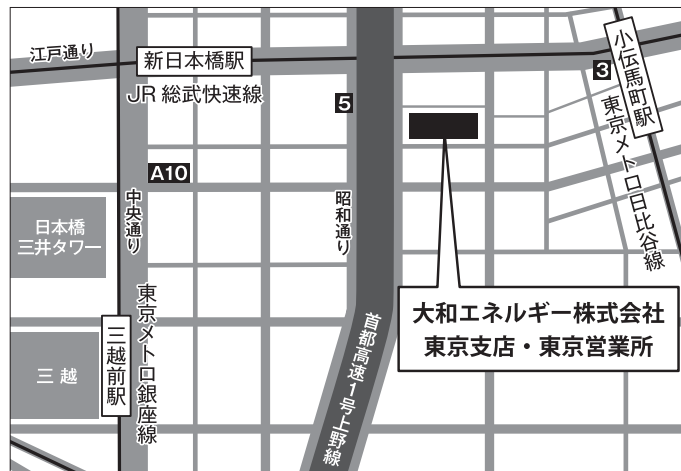 江戸通り
新日本橋駅
JR 総武快速線
小伝馬町駅
3
東京メトロ日比谷線
5
A10
中央通り
昭和通り
日本橋
三井タワー
東京メトロ銀座線
三越前駅
三越
首都高速1号上野線
大和エネルギー株式会社
東京支店・東京営業所